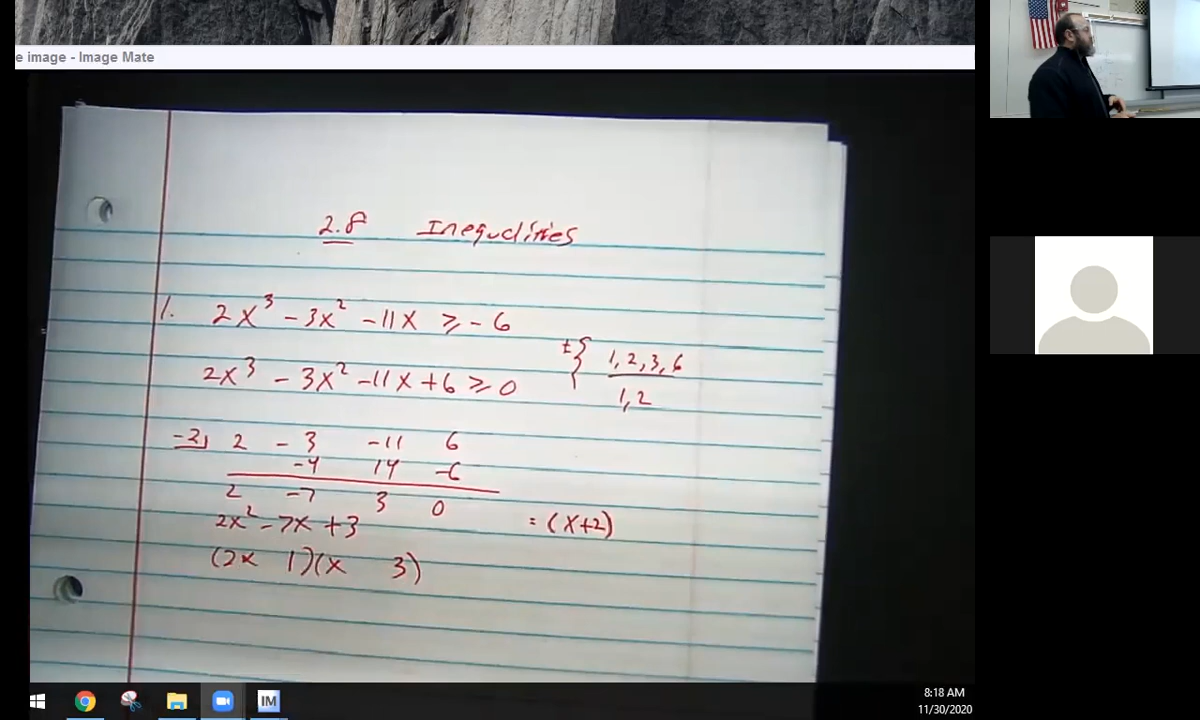 e image - Image Mate
2.8 Inequalities
1. 2x³ - 3x² - 11x ≥ - 6
2x³ - 3x² - 11x + 6 ≥ 0
± { 1, 2, 3, 6
1, 2
-2 2 - 3 -11 6
-4 14 -6
2 -7 3 0
2x² - 7x + 3 = (x+2)
(2x 1)(x 3)
IM
8:18 AM
11/30/2020